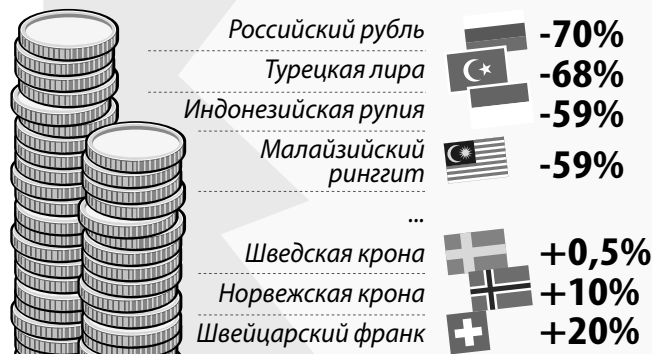 Российский рубль -70%
Турецкая лира -68%
Индонезийская рупия -59%
Малайзийский
ринггит -59%
...
Шведская крона +0,5%
Норвежская крона +10%
Швейцарский франк +20%